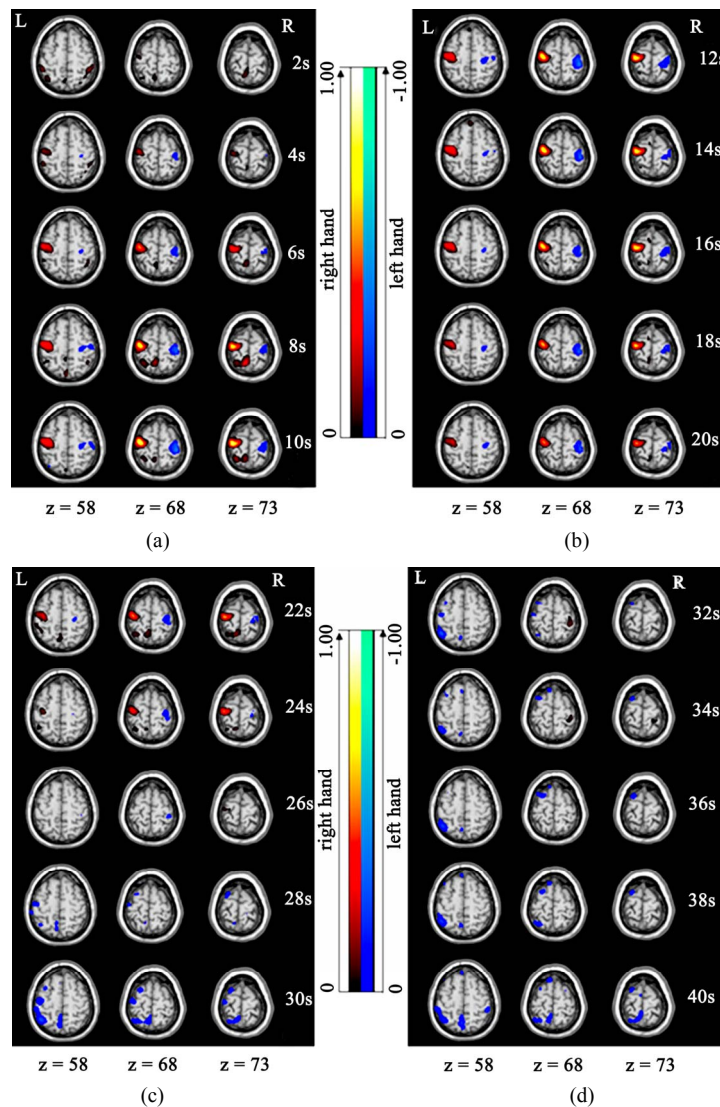 L
R
2s
4s
6s
8s
10s
z = 58 z = 68 z = 73
(a)
1.00
-1.00
right hand
left hand
0
0
L
R
12s
14s
16s
18s
20s
z = 58 z = 68 z = 73
(b)
L
R
22s
24s
26s
28s
30s
z = 58 z = 68 z = 73
(c)
1.00
-1.00
right hand
left hand
0
0
L
R
32s
34s
36s
38s
40s
z = 58 z = 68 z = 73
(d)